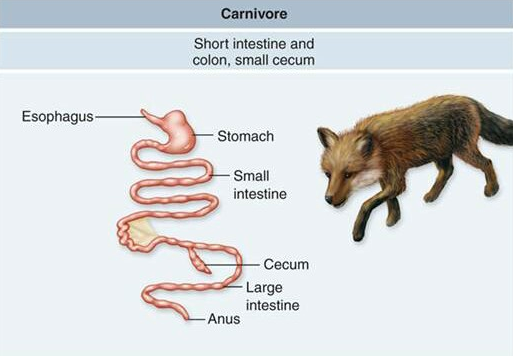 Carnivore
Short intestine and
colon, small cecum
Esophagus
Stomach
Small
intestine
Cecum
Large
intestine
Anus